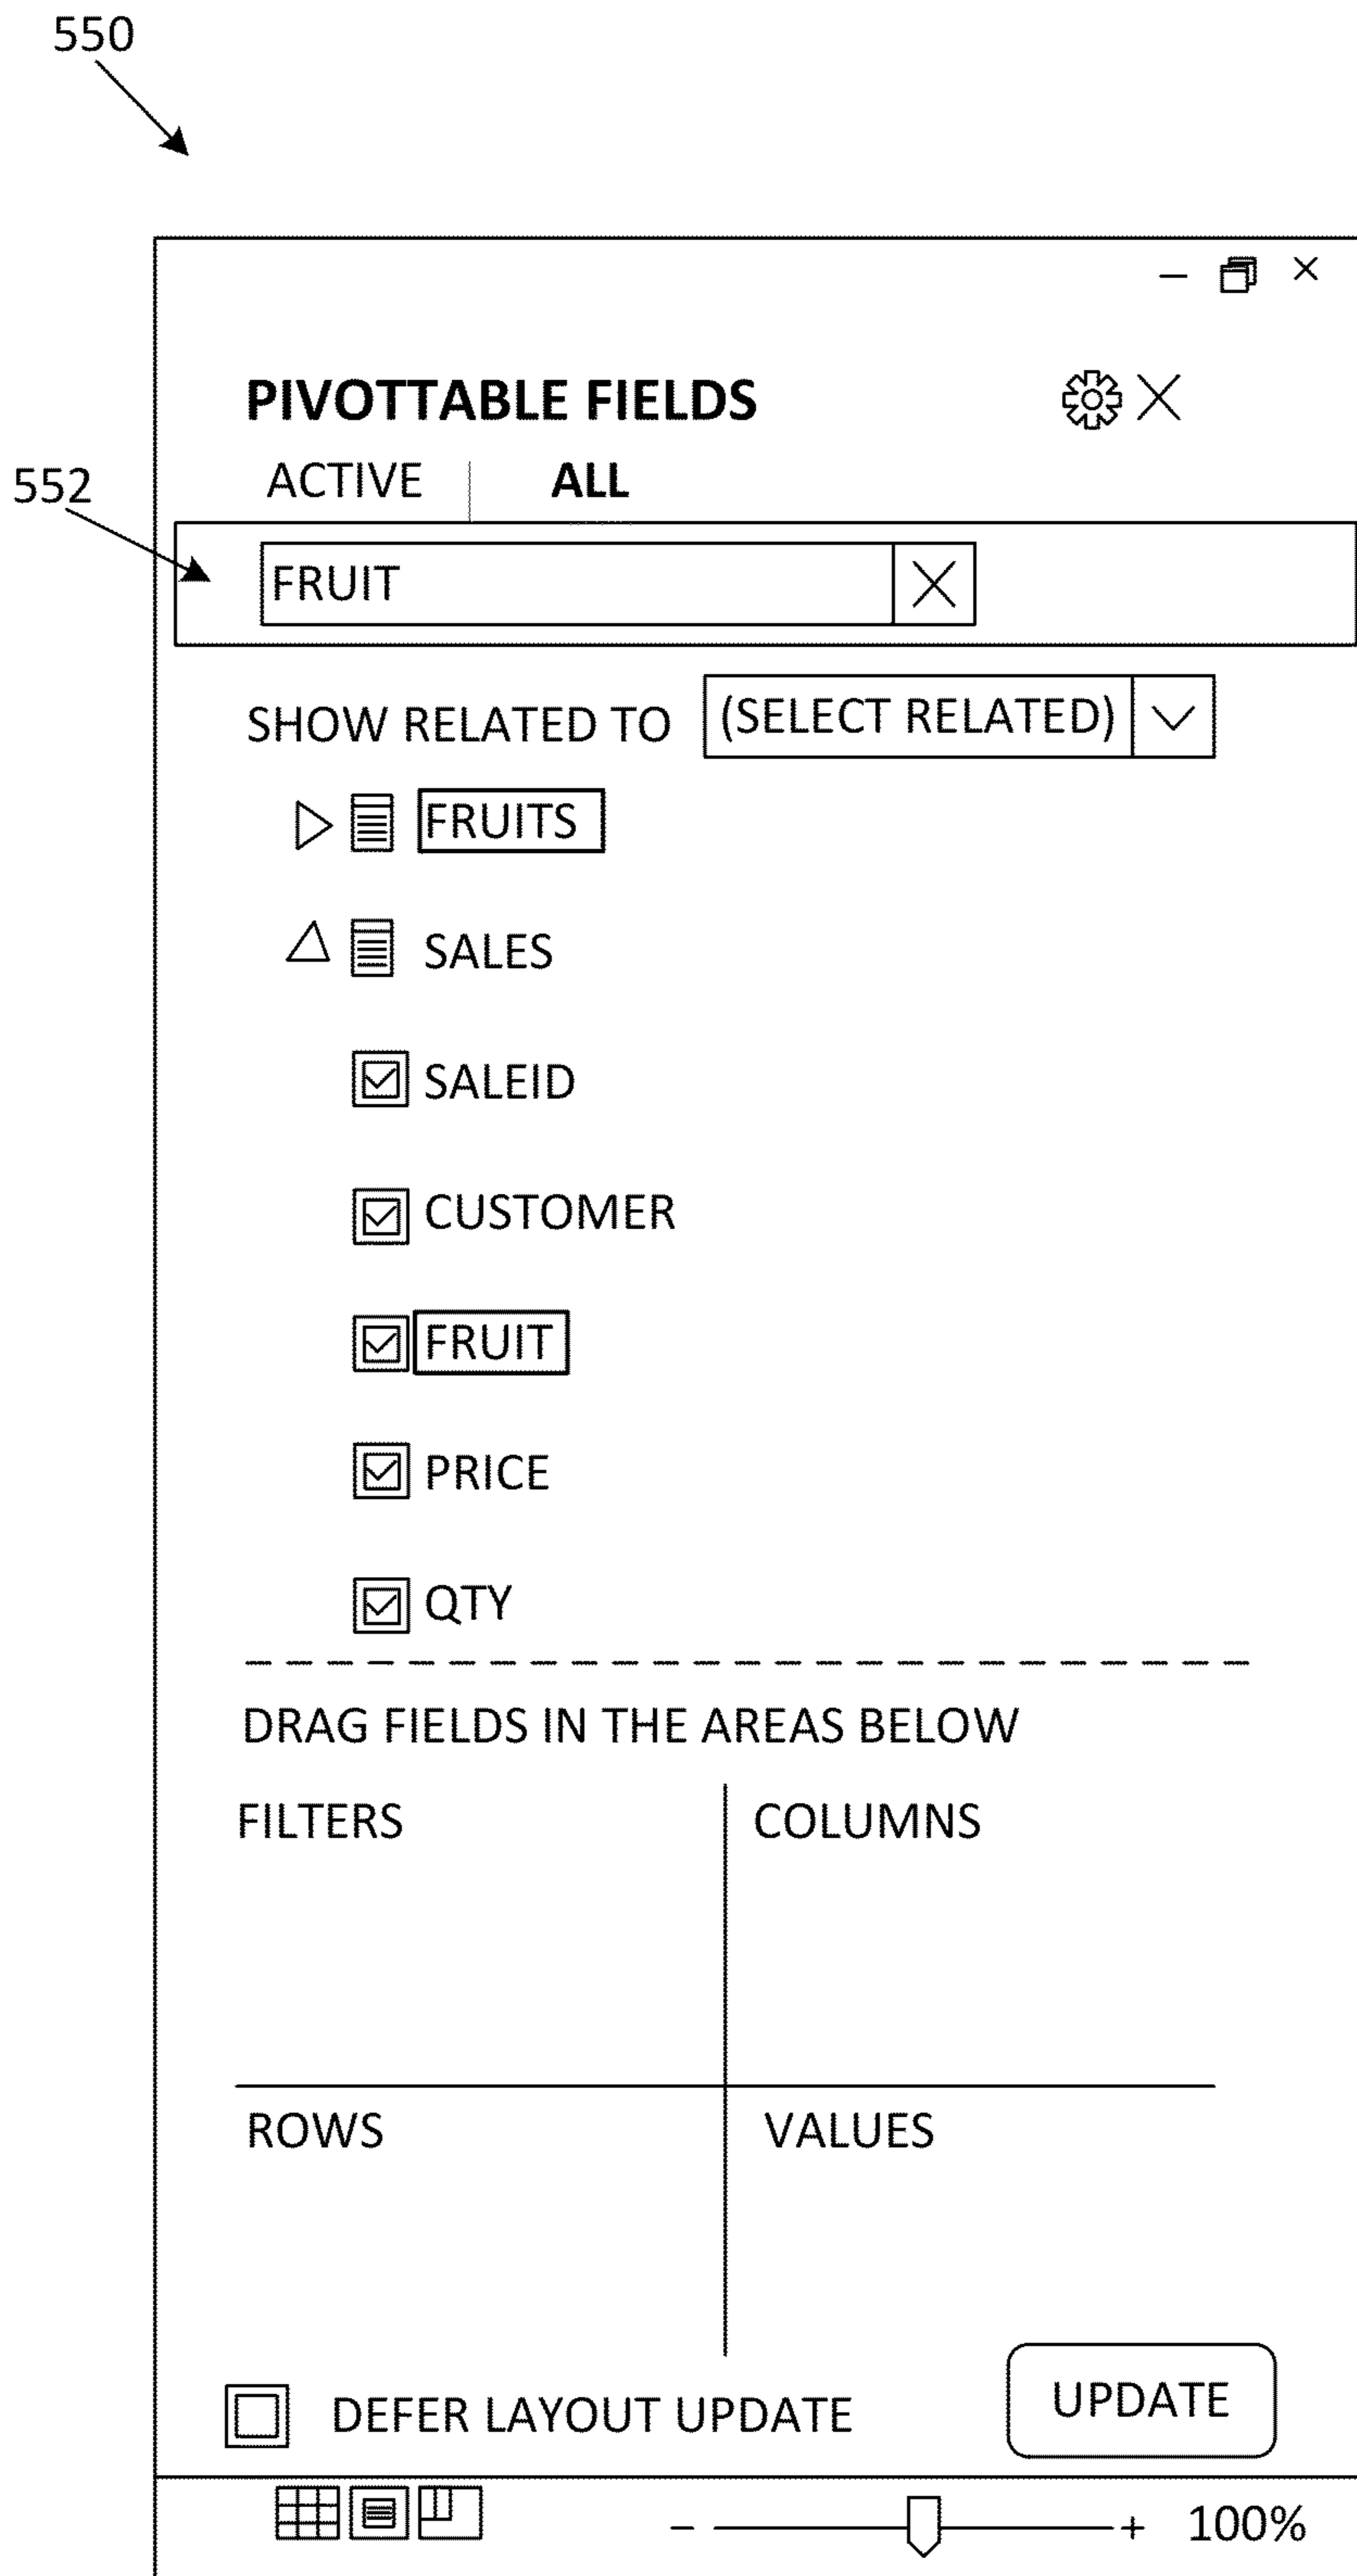 550
PIVOTTABLE FIELDS
ACTIVE ALL
552
FRUIT
SHOW RELATED TO (SELECT RELATED)
FRUITS
SALES
SALEID
CUSTOMER
FRUIT
PRICE
QTY
DRAG FIELDS IN THE AREAS BELOW
FILTERS COLUMNS
ROWS VALUES
DEFER LAYOUT UPDATE UPDATE
- + 100%